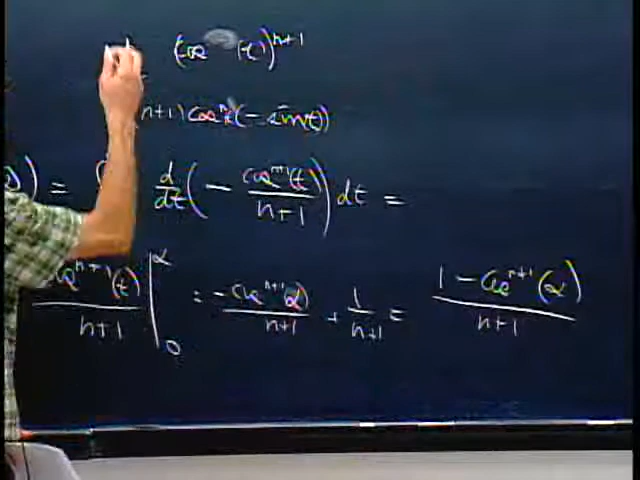 (cos (t))^{n+1}
n+1) cos^n t (- sin(t))
) = d/dt ( - cos^{n+1}(t) / n+1 ) dt =
cos^{n+1}(t) / n+1 |_0^α = - cos^{n+1}(α) / n+1 + 1 / n+1 = 1 - cos^{n+1}(α) / n+1